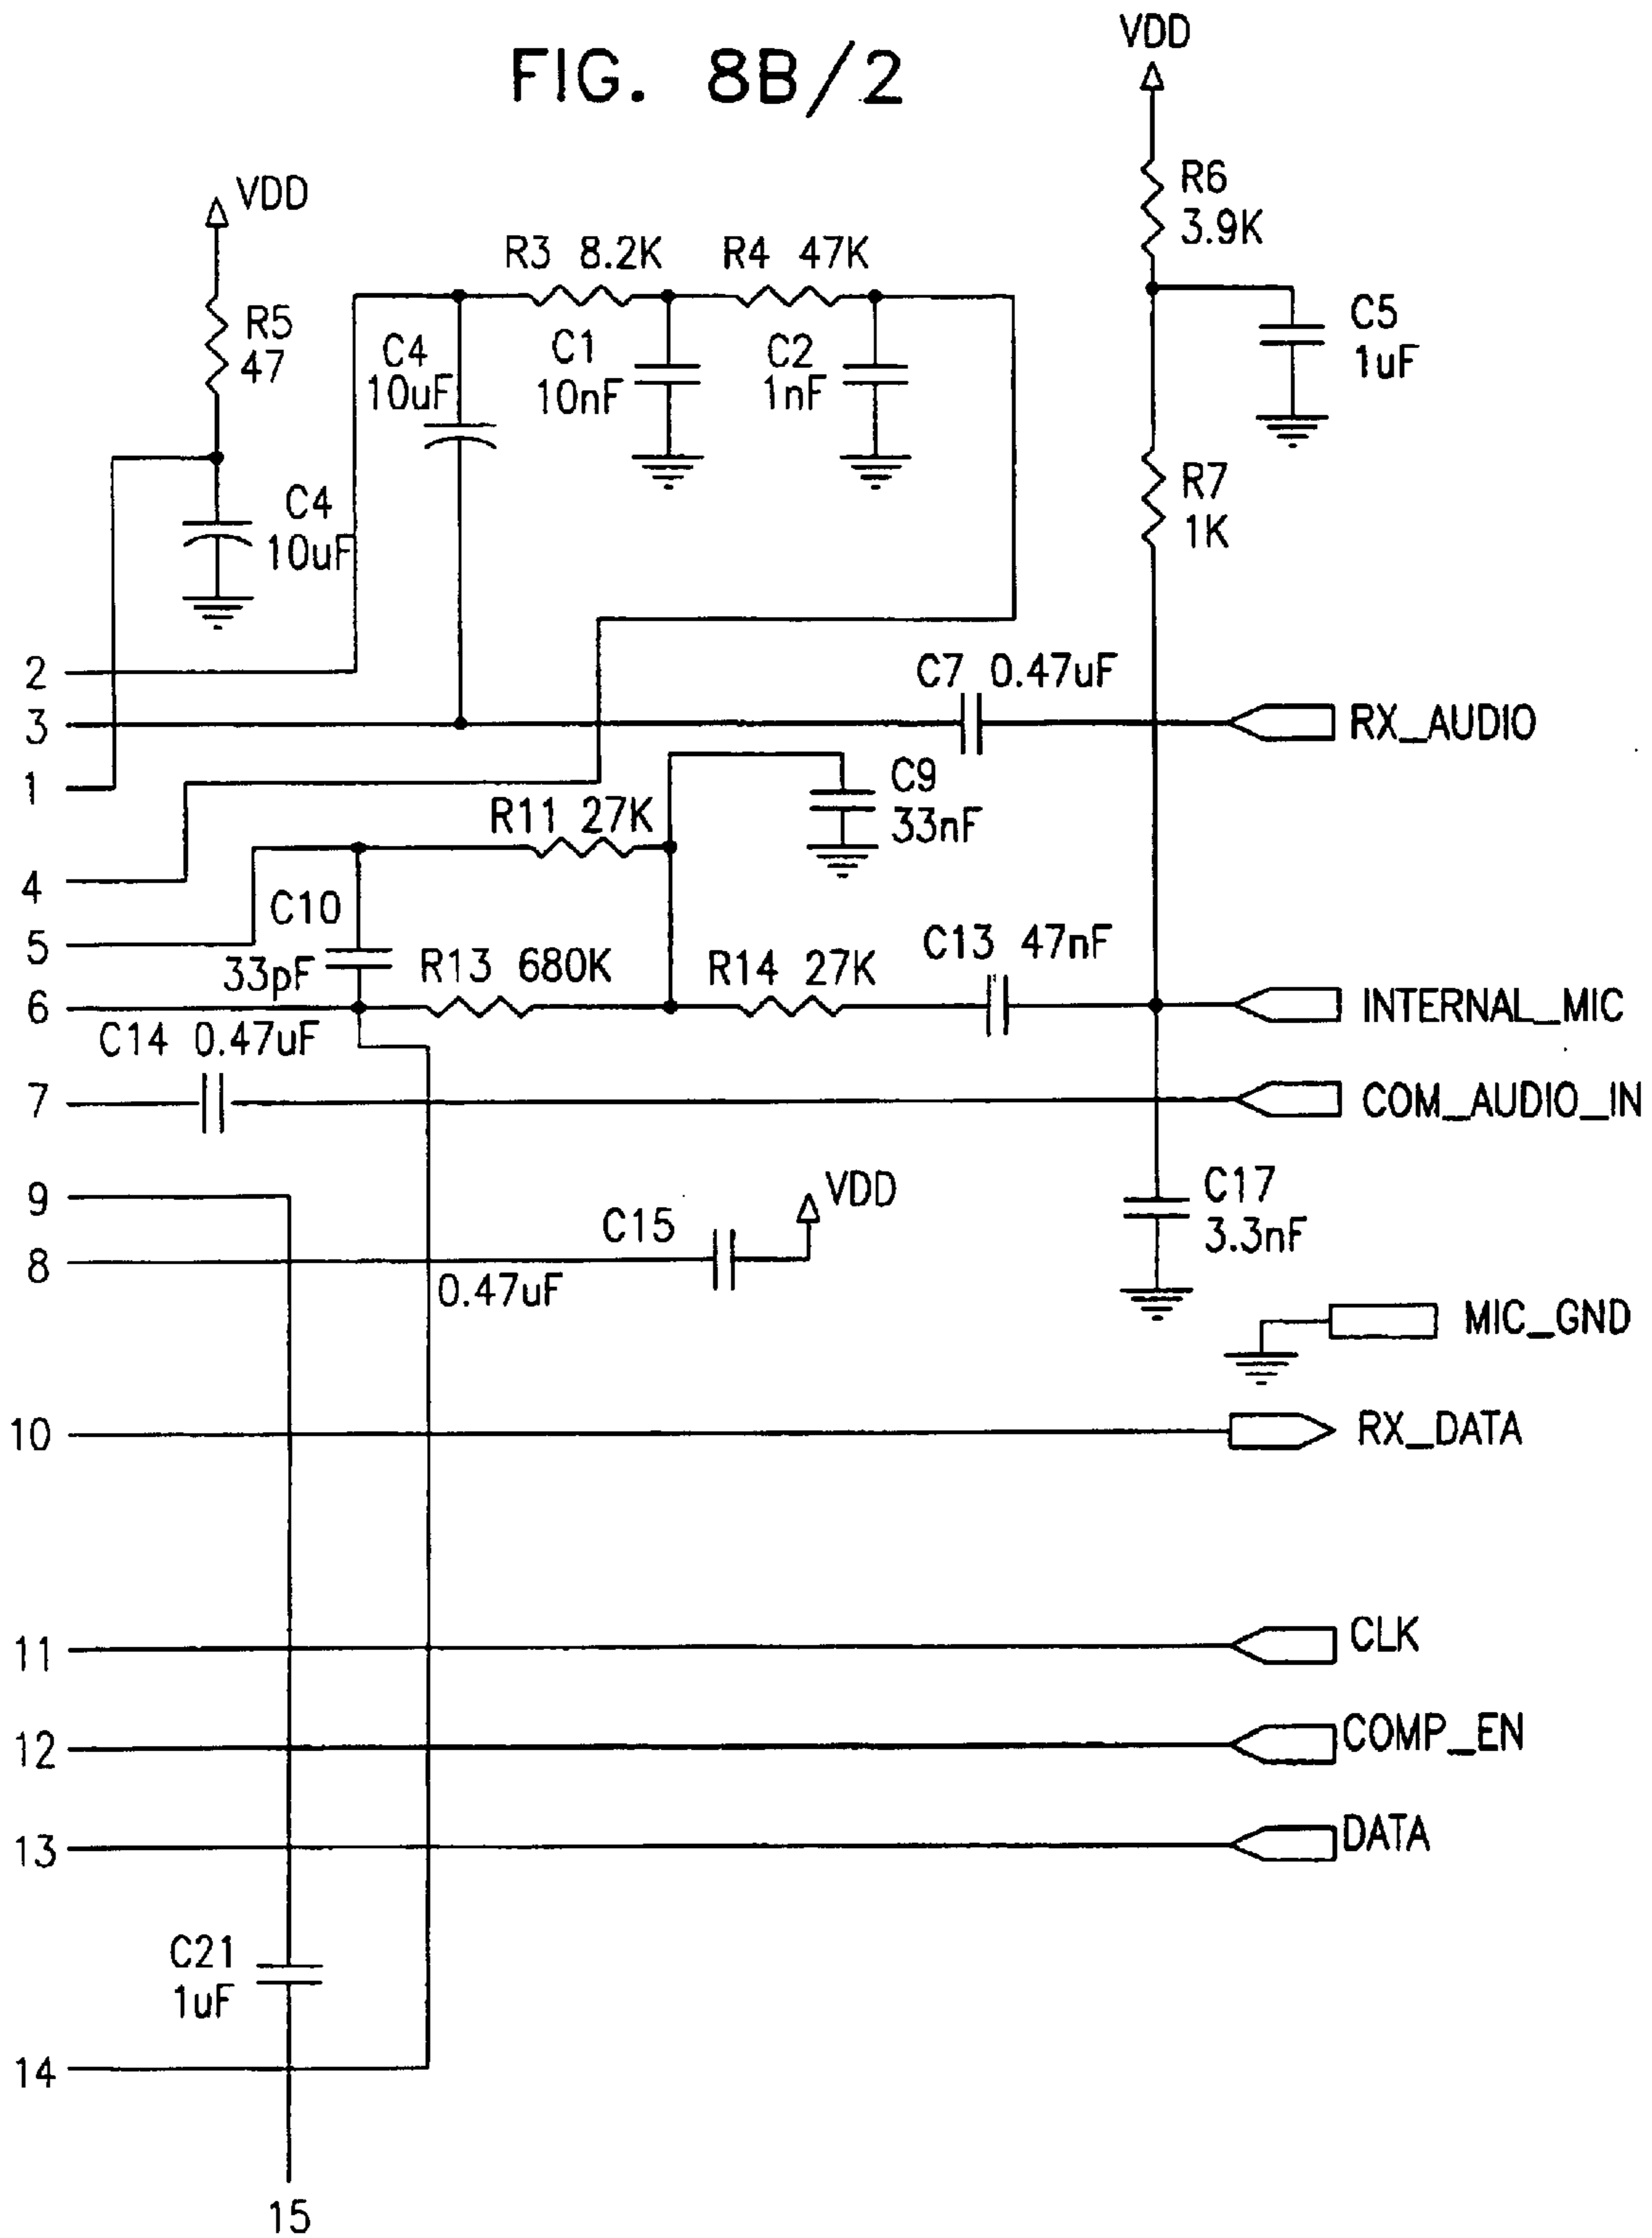 FIG. 8B/2
VDD
VDD
R6
3.9K
R3 8.2K
R4 47K
R5
47
C4
10uF
C1
10nF
C2
1nF
C5
1uF
C4
10uF
R7
1K
2
C7 0.47uF
3
RX_AUDIO
1
C9
33nF
R11 27K
4
C10
33pF
5
R13 680K
R14 27K
C13 47nF
6
INTERNAL_MIC
C14 0.47uF
7
COM_AUDIO_IN
9
VDD
C17
3.3nF
C15
0.47uF
8
MIC_GND
10
RX_DATA
11
CLK
12
COMP_EN
13
DATA
C21
1uF
14
15